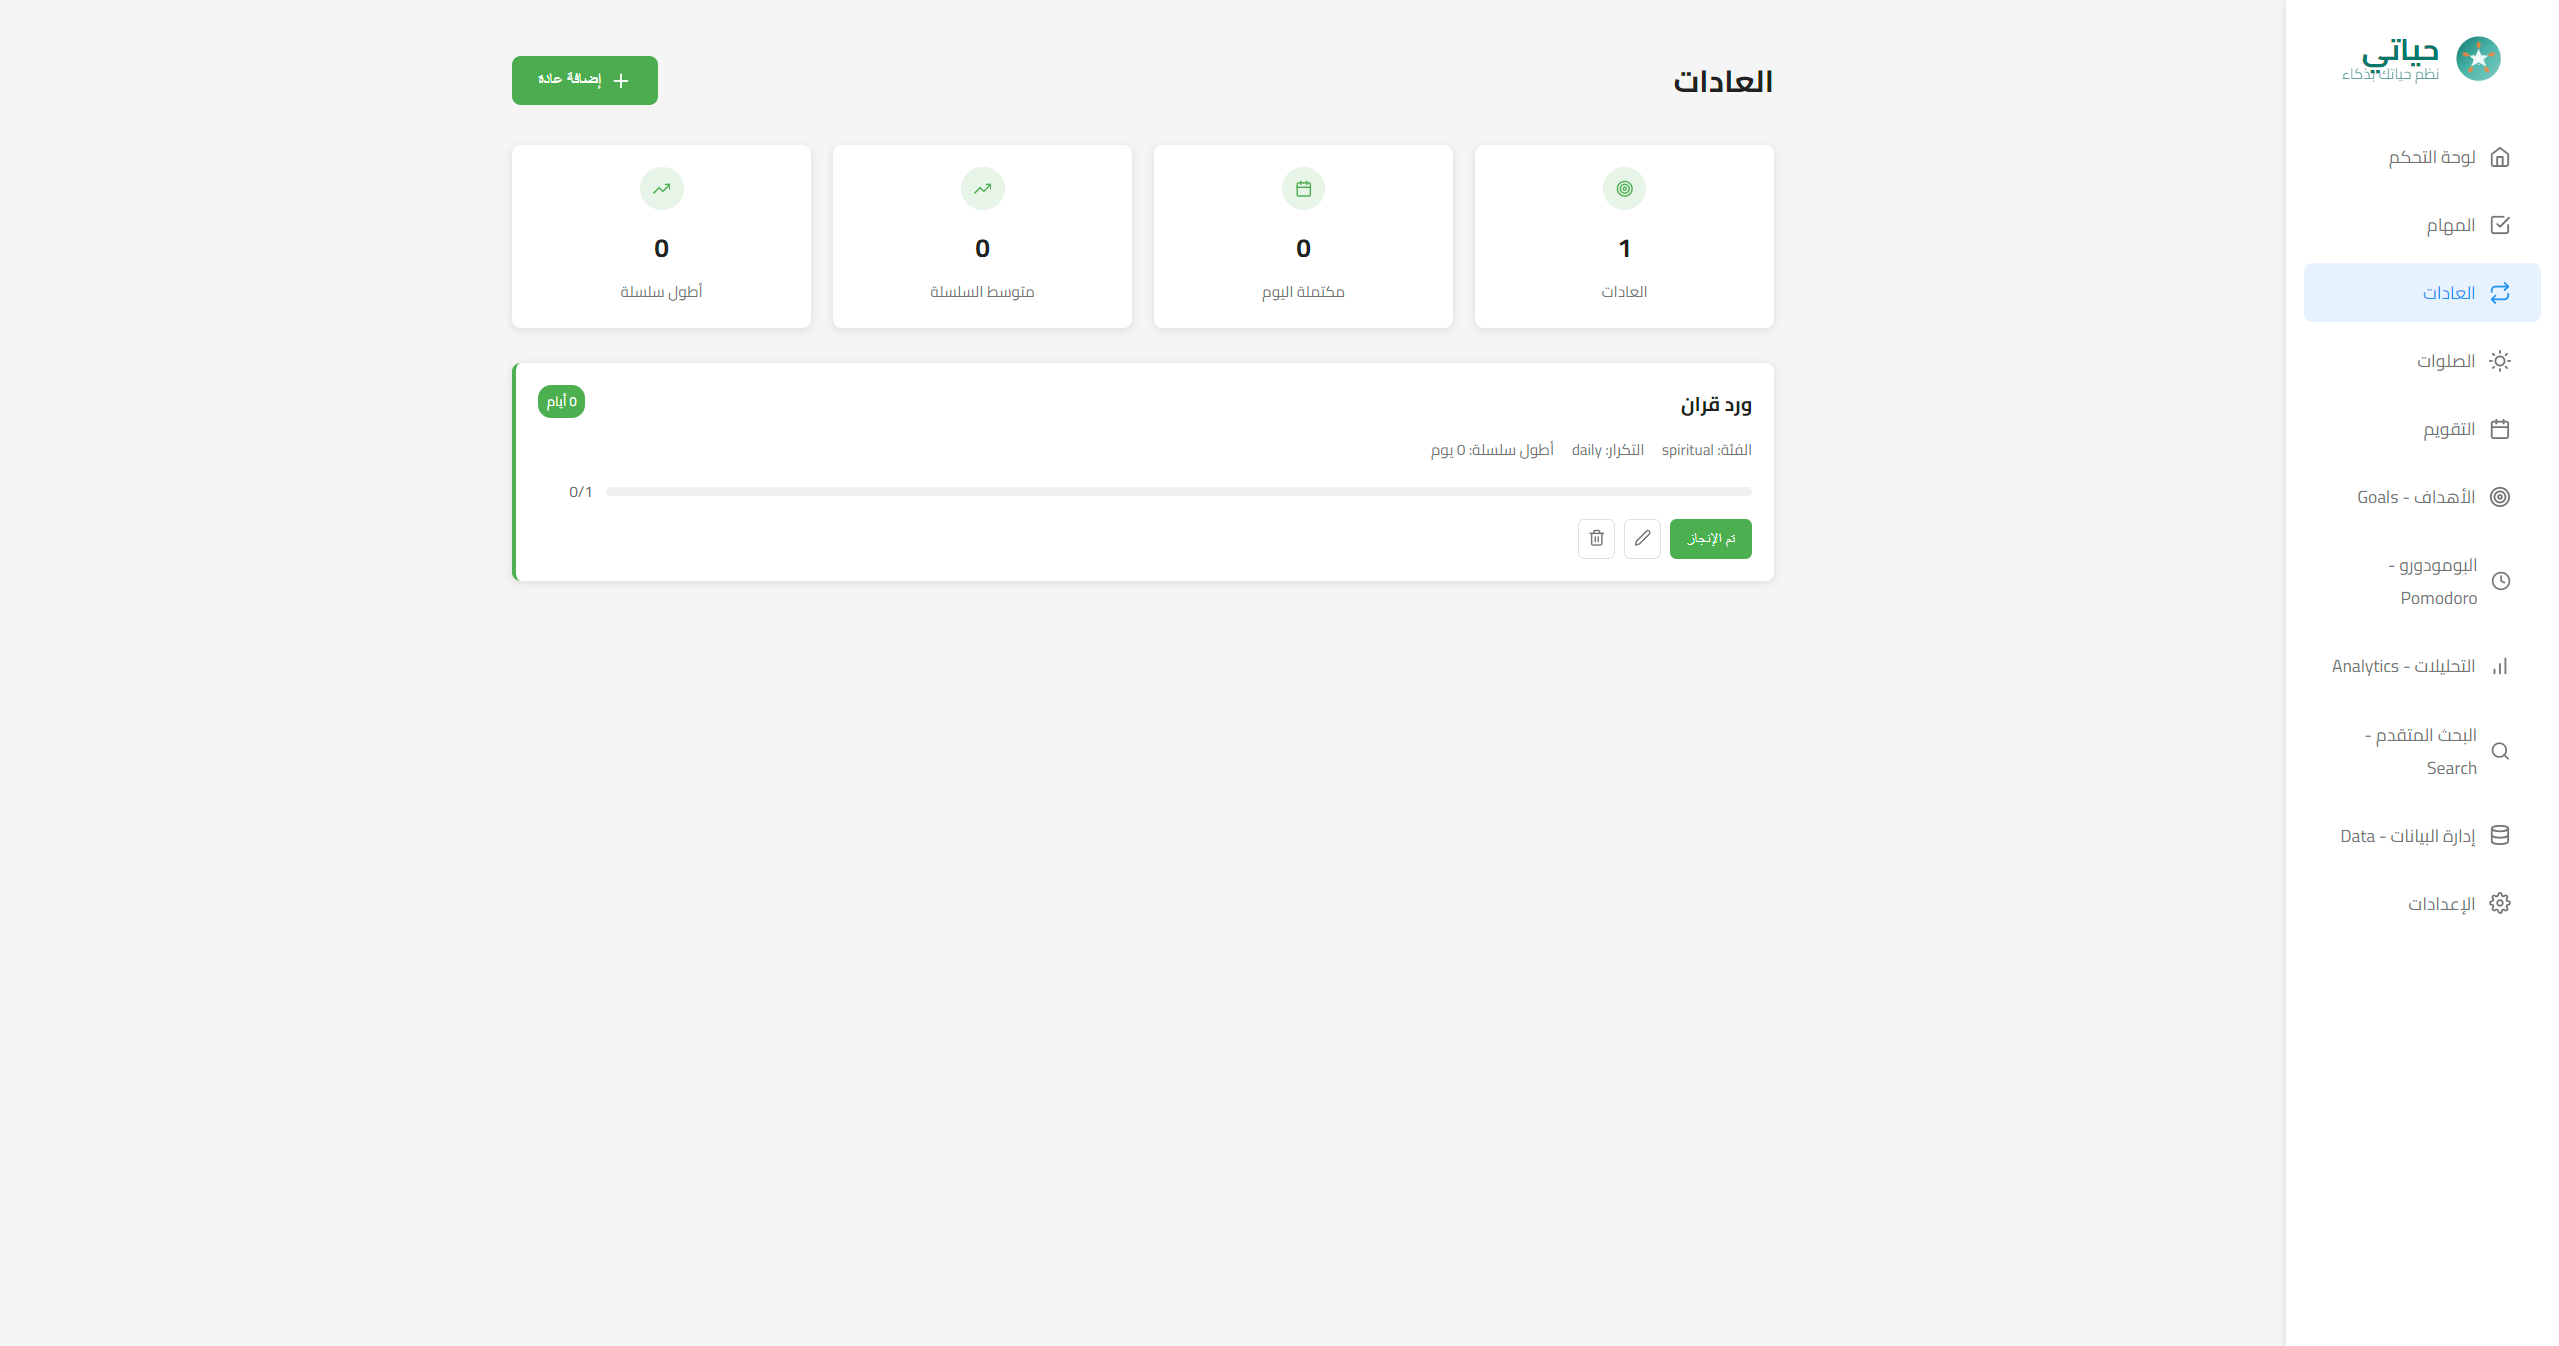 حياتي
نظم حياتك بذكاء
لوحة التحكم
المهام
العادات
الصلوات
التقويم
الأهداف - Goals
البومودورو -
Pomodoro
التحليلات - Analytics
البحث المتقدم -
Search
إدارة البيانات - Data
الإعدادات
العادات
إضافة عادة
1
العادات
0
مكتملة اليوم
0
متوسط السلسلة
0
أطول سلسلة
ورد قران
0 أيام
الفئة: spiritual التكرار: daily أطول سلسلة: 0 يوم
0/1
تم الإنجاز